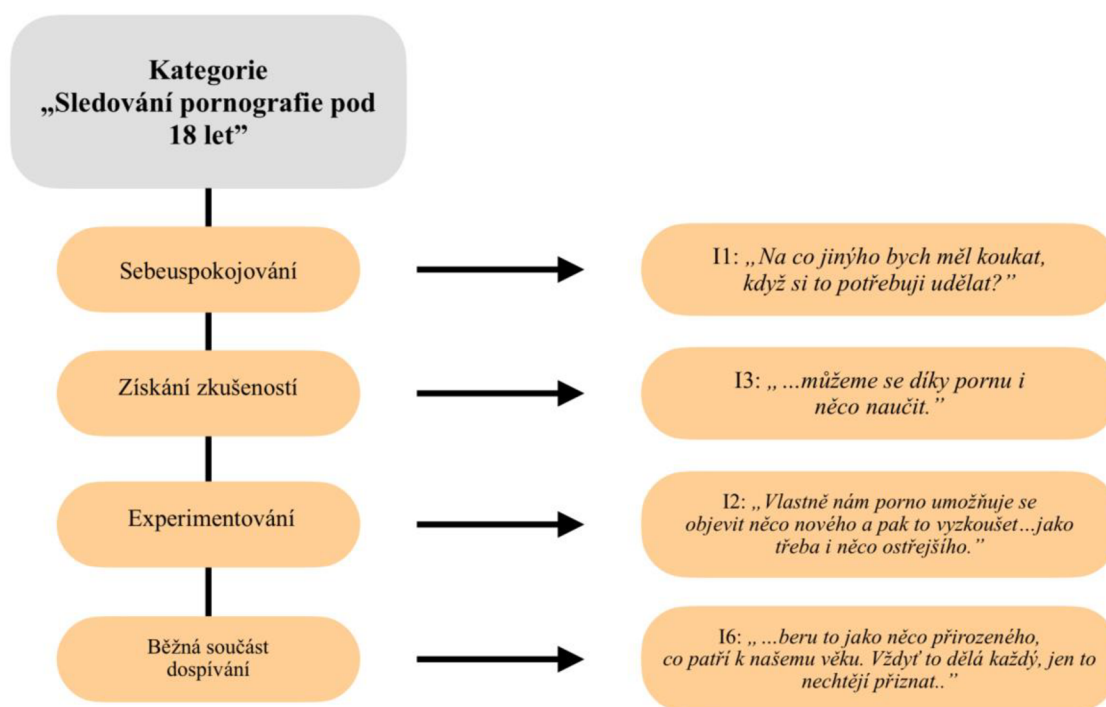 Kategorie
„Sledování pornografie pod
18 let”
Sebeuspokojování
I1: „Na co jinýho bych měl koukat,
když si to potřebuji udělat?”
Získání zkušeností
I3: „...můžeme se díky pornu i
něco naučit.”
Experimentování
I2: „Vlastně nám porno umožňuje se
objevit něco nového a pak to vyzkoušet...jako
třeba i něco ostřejšího.”
Běžná součást
dospívání
I6: „...beru to jako něco přirozeného,
co patří k našemu věku. Vždyť to dělá každý, jen to
nechtějí přiznat..”